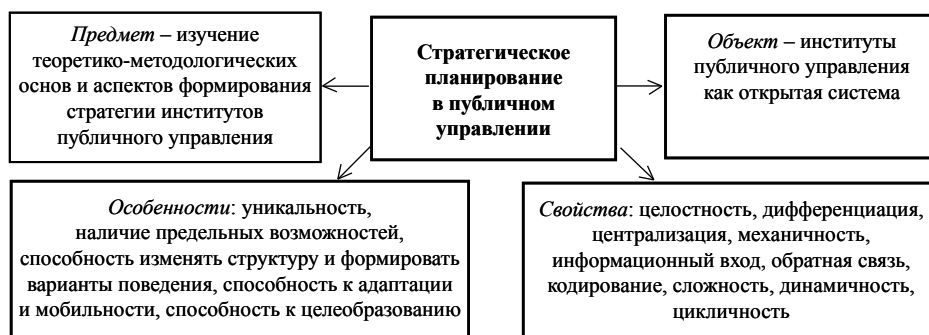 Предмет – изучение
теоретико-методологических
основ и аспектов формирования
стратегии институтов
публичного управления
Стратегическое
планирование
в публичном
управлении
Объект – институты
публичного управления
как открытая система
Особенности: уникальность,
наличие предельных возможностей,
способность изменять структуру и формировать
варианты поведения, способность к адаптации
и мобильности, способность к целеобразованию
Свойства: целостность, дифференциация,
централизация, механичность,
информационный вход, обратная связь,
кодирование, сложность, динамичность,
цикличность